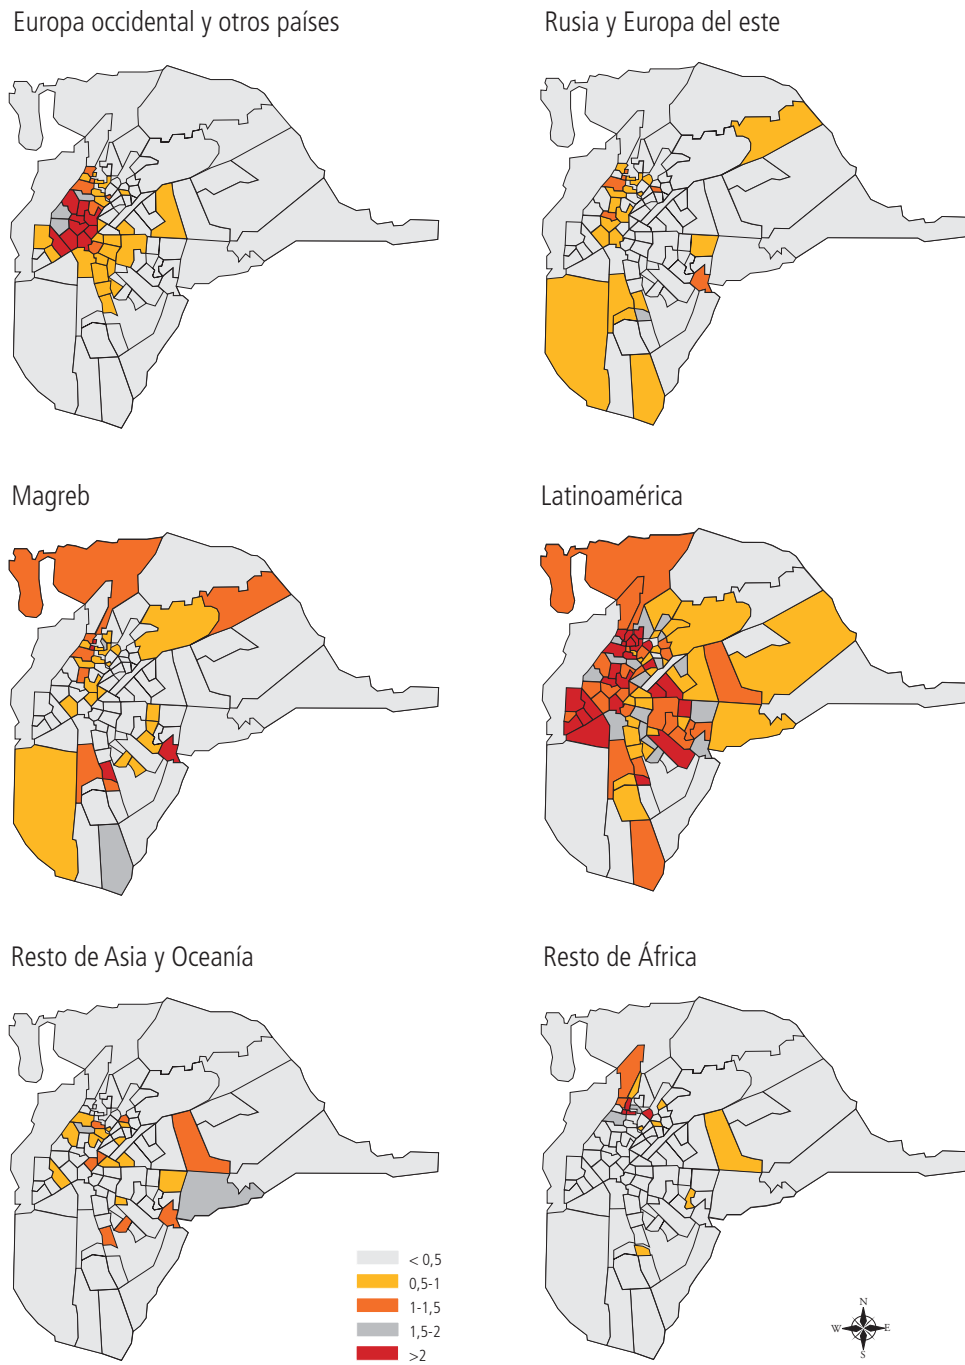 Europa occidental y otros países
Rusia y Europa del este
Magreb
Latinoamérica
Resto de Asia y Oceanía
Resto de África
< 0,5
0,5-1
1-1,5
1,5-2
>2
N
W
E
S